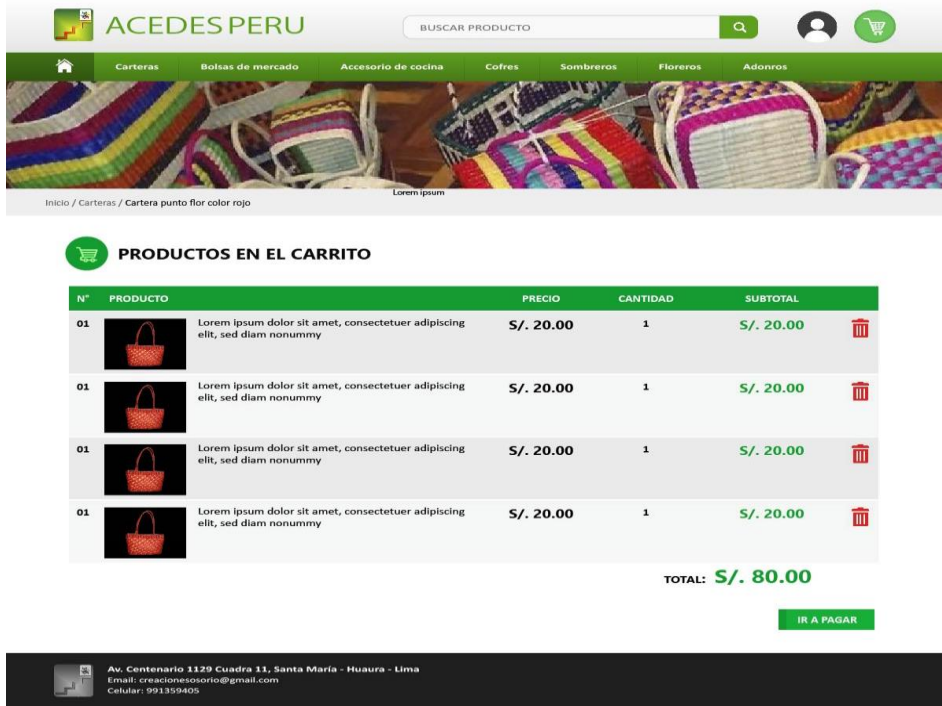 ACEDES PERU
BUSCAR PRODUCTO
Carteras Bolsas de mercado Accesorio de cocina Cofres Sombreros Floreros Adonros
Lorem ipsum
Inicio / Carteras / Cartera punto flor color rojo
PRODUCTOS EN EL CARRITO
N° PRODUCTO PRECIO CANTIDAD SUBTOTAL
01 Lorem ipsum dolor sit amet, consectetuer adipiscing S/. 20.00 1 S/. 20.00
elit, sed diam nonummy
01 Lorem ipsum dolor sit amet, consectetuer adipiscing S/. 20.00 1 S/. 20.00
elit, sed diam nonummy
01 Lorem ipsum dolor sit amet, consectetuer adipiscing S/. 20.00 1 S/. 20.00
elit, sed diam nonummy
01 Lorem ipsum dolor sit amet, consectetuer adipiscing S/. 20.00 1 S/. 20.00
elit, sed diam nonummy
TOTAL: S/. 80.00
IR A PAGAR
Av. Centenario 1129 Cuadra 11, Santa María - Huaura - Lima
Email: creacionesosorio@gmail.com
Celular: 991359405